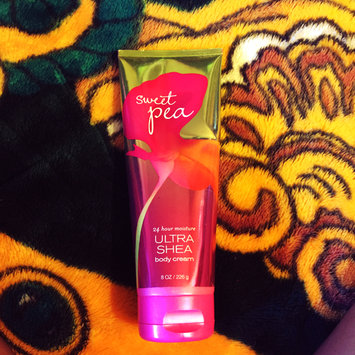 sweet
pea
24 hour moisture
ULTRA
SHEA
body cream
8 OZ / 226 g